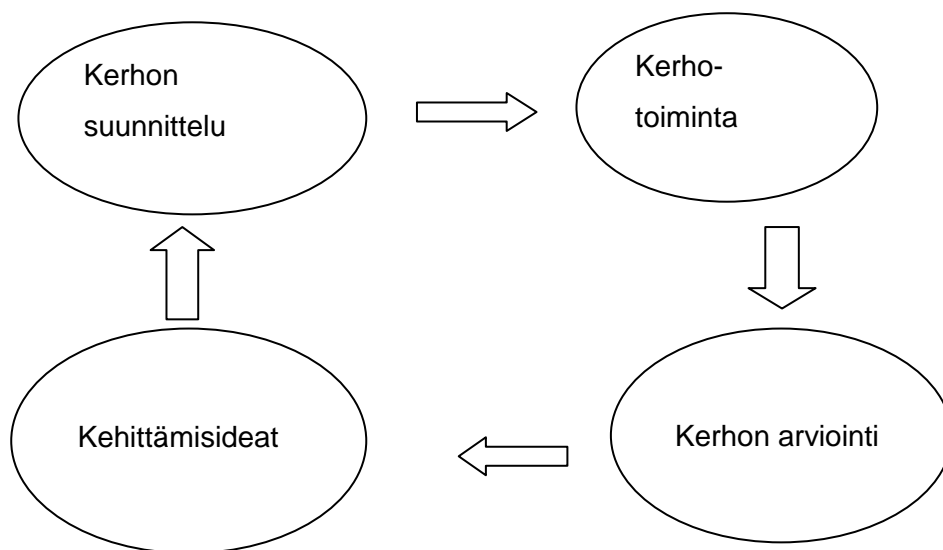 Kerhon
suunnittelu
Kerho-
toiminta
Kerhon arviointi
Kehittämisideat